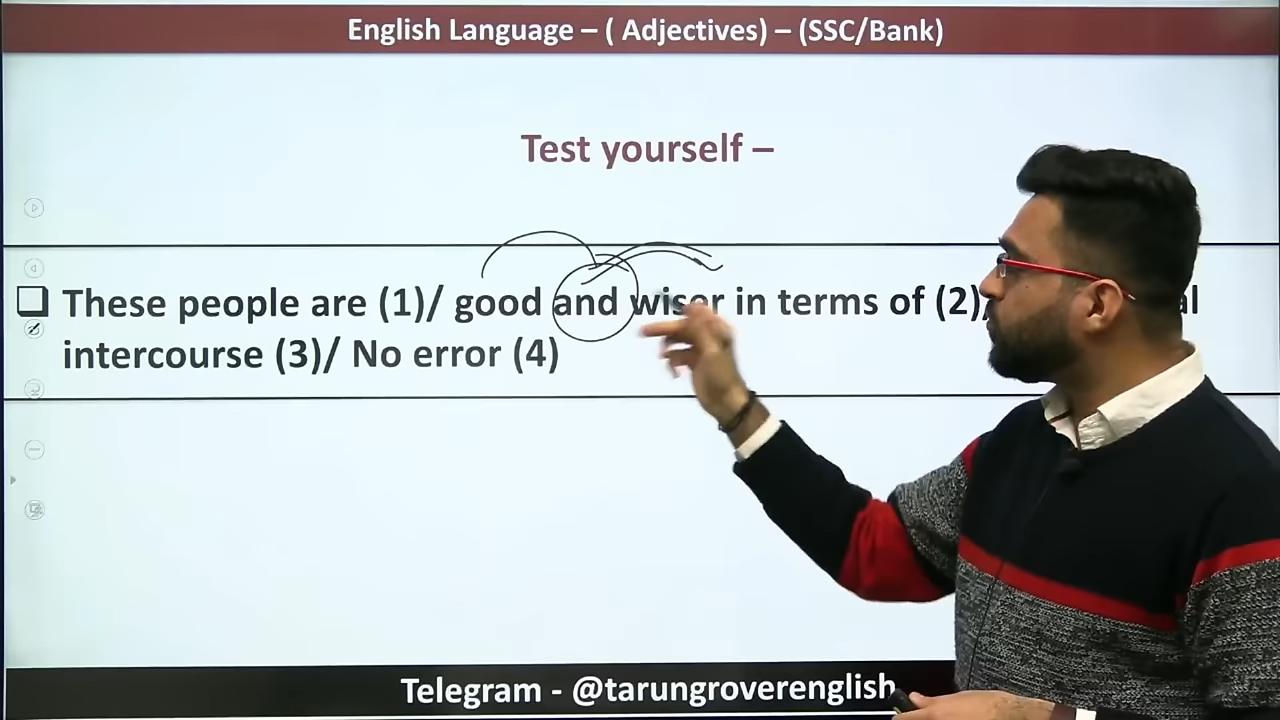 English Language – ( Adjectives) – (SSC/Bank)
Test yourself –
These people are (1)/ good and wiser in terms of (2)/
intercourse (3)/ No error (4)
Telegram - @tarungroverenglish